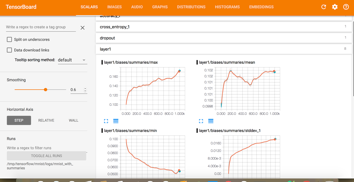 TensorBoard
SCALARS IMAGES AUDIO GRAPHS DISTRIBUTIONS HISTOGRAMS EMBEDDINGS
Write a regex to create a tag group
Split on underscores
Data download links
Tooltip sorting method: default
Smoothing
0.6
Horizontal Axis
STEP RELATIVE WALL
Runs
Write a regex to filter runs
TOGGLE ALL RUNS
cross_entropy_1
dropout
layer1
layer1/biases/summaries/max
layer1/biases/summaries/mean
layer1/biases/summaries/min
layer1/biases/summaries/stddev_1